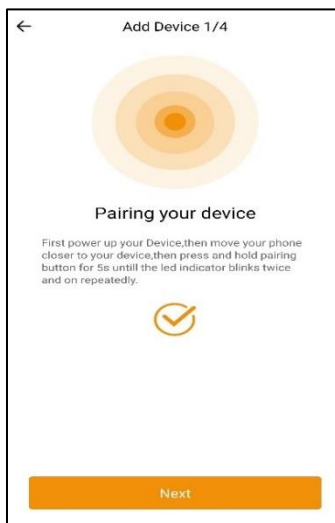 Add Device 1/4
Pairing your device
First power up your Device,then move your phone
closer to your device,then press and hold pairing
button for 5s untill the led indicator blinks twice
and on repeatedly.
Next